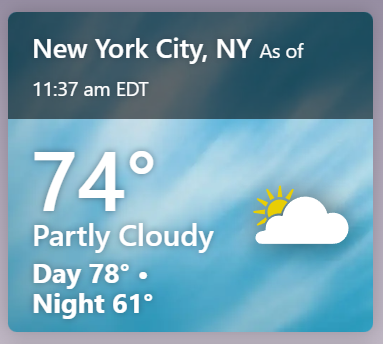 New York City, NY As of
11:37 am EDT
74°
Partly Cloudy
Day 78° •
Night 61°